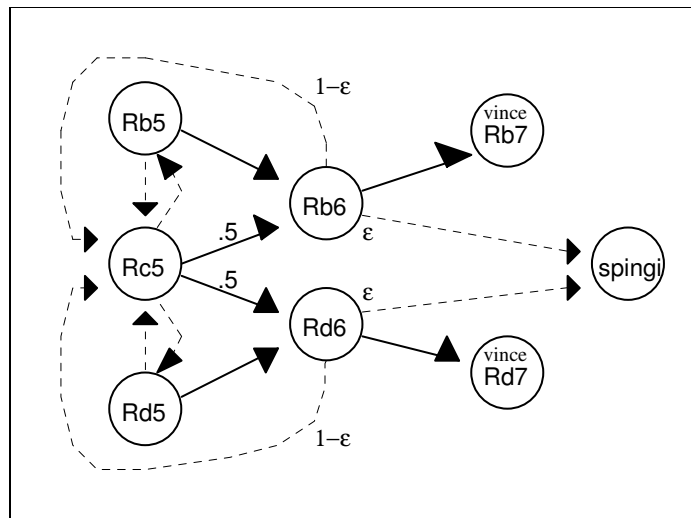 1−ε
Rb5
vince
Rb7
Rb6
.5
ε
Rc5
spingi
.5
ε
Rd6
vince
Rd7
Rd5
1−ε